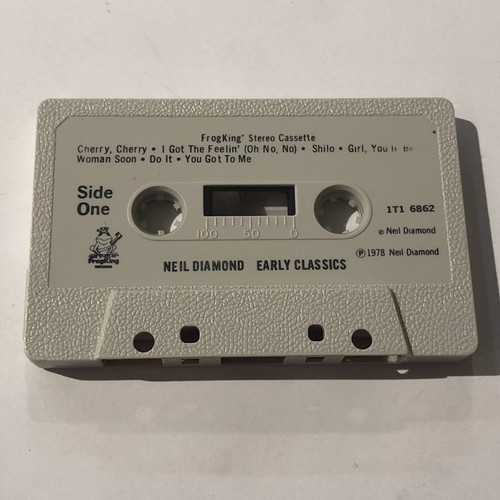 FrogKing® Stereo Cassette
Cherry, Cherry • I Got The Feelin' (Oh No, No) • Shilo • Girl, You
Woman Soon • Do It • You Got To Me
Side
One
1T1 6862
© Neil Diamond
FrogKing
100 50 0
℗ 1978 Neil Diamond
NEIL DIAMOND EARLY CLASSICS